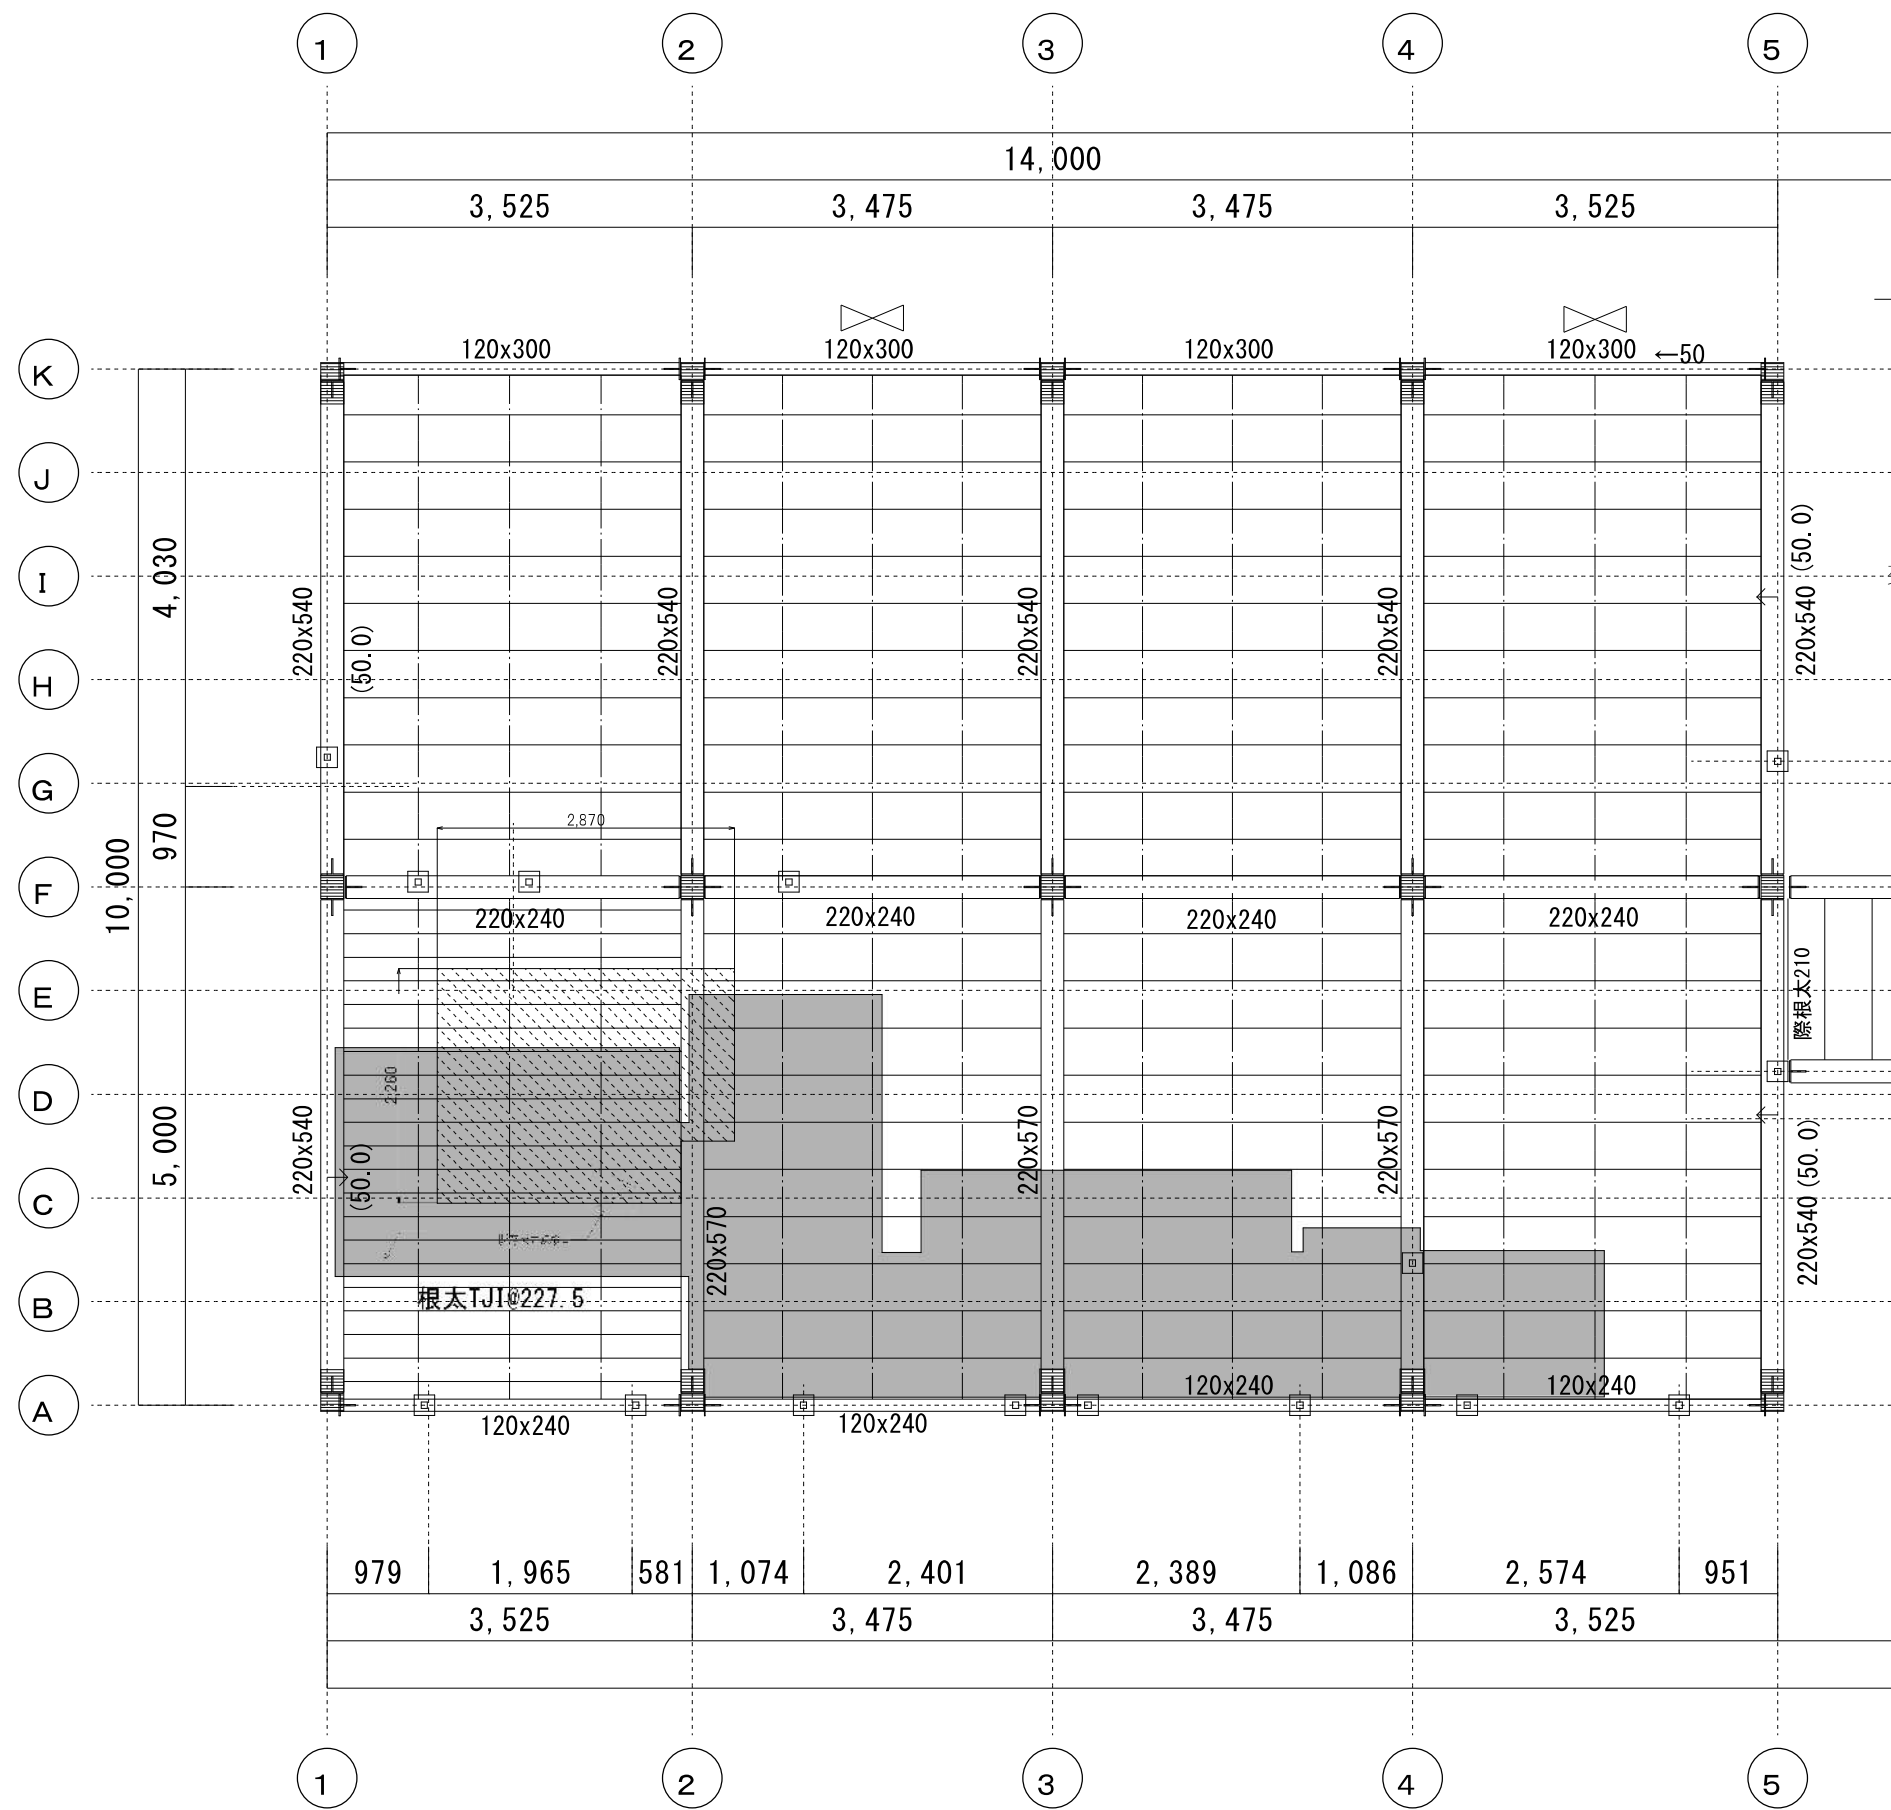 1 2 3 4 5
14,000
3,525 3,475 3,475 3,525
120x300 120x300 120x300 120x300 ←50
K
J
I
H
G
F
E
D
C
B
A
4,030
970
10,000
5,000
220x540
(50.0)
220x540
220x540
220x540
220x540 (50.0)
2,870
220x240 220x240 220x240 220x240
際根太210
2,260
220x540
(50.0)
220x570
220x570
220x570
220x540 (50.0)
根太TJI@227.5
120x240 120x240
120x240 120x240
979 1,965 581 1,074 2,401 2,389 1,086 2,574 951
3,525 3,475 3,475 3,525
1 2 3 4 5